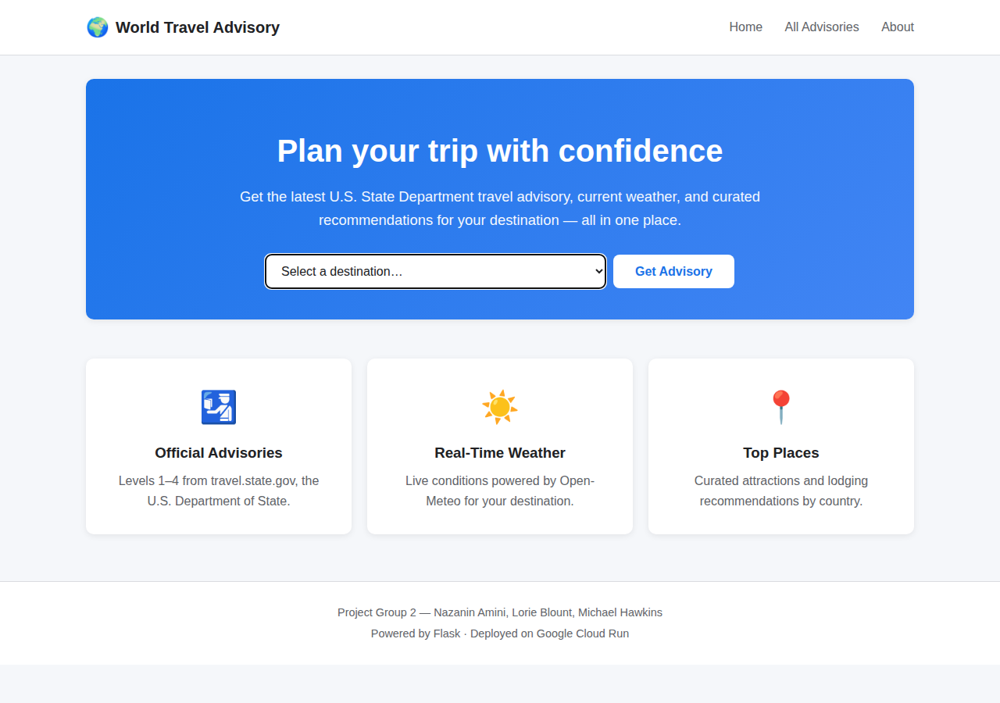 World Travel Advisory
Home
All Advisories
About
Plan your trip with confidence
Get the latest U.S. State Department travel advisory, current weather, and curated
recommendations for your destination — all in one place.
Select a destination…
Get Advisory
Official Advisories
Levels 1–4 from travel.state.gov, the
U.S. Department of State.
Real-Time Weather
Live conditions powered by Open-
Meteo for your destination.
Top Places
Curated attractions and lodging
recommendations by country.
Project Group 2 — Nazanin Amini, Lorie Blount, Michael Hawkins
Powered by Flask · Deployed on Google Cloud Run